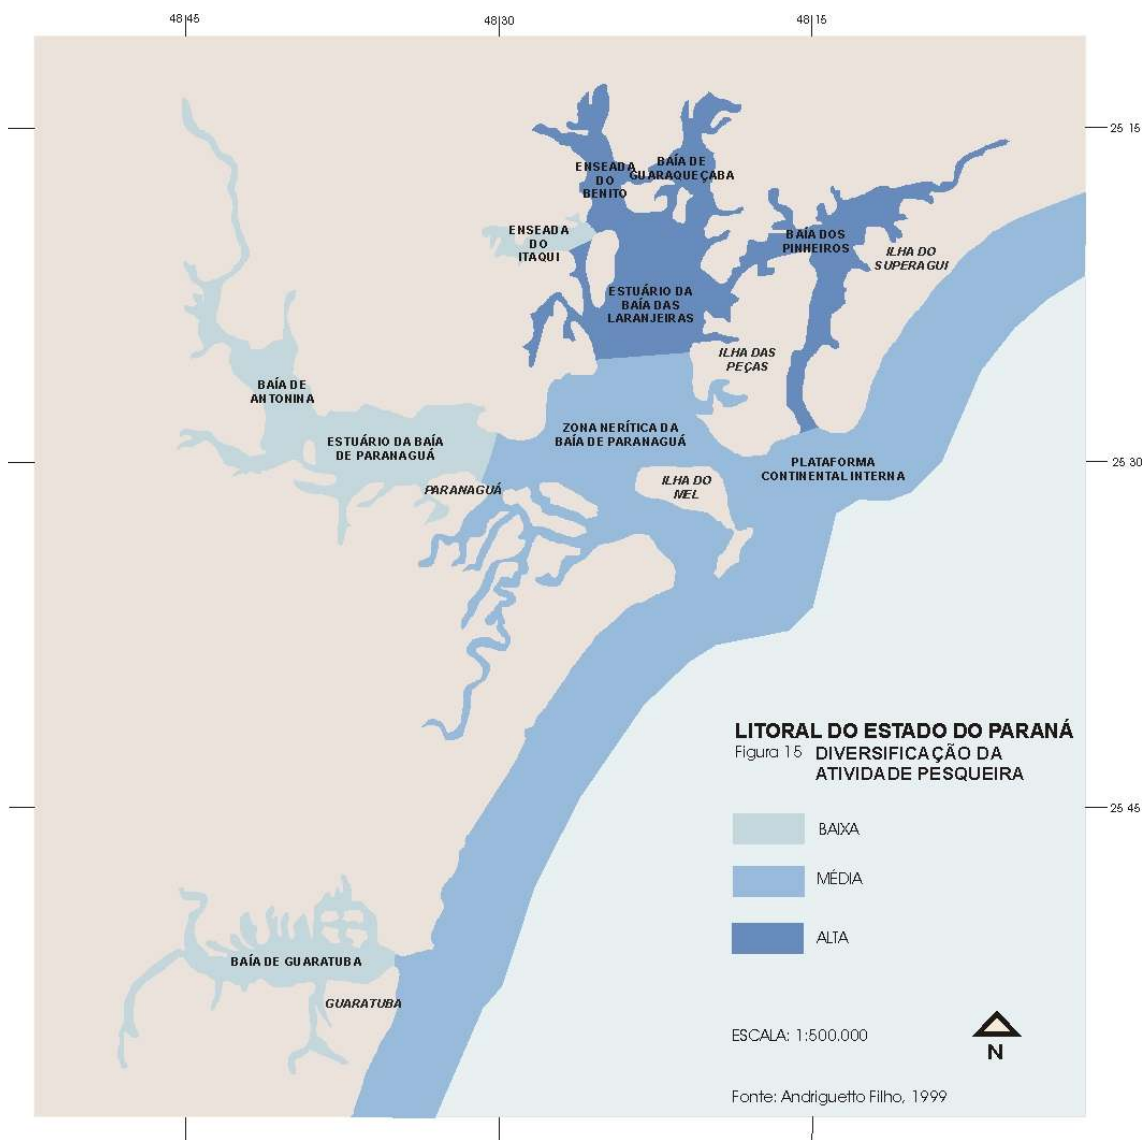 48|45
48|30
48|15
25 15
ENSEADA
DO
BENITO
BAÍA DE
GUARAQUEÇABA
ENSEADA
DO
ITAQUI
BAÍA DOS
PINHEIROS
ILHA DO
SUPERAGUI
ESTUÁRIO DA
BAÍA DAS
LARANJEIRAS
ILHA DAS
PEÇAS
BAÍA DE
ANTONINA
ESTUÁRIO DA BAÍA
DE PARANAGUÁ
ZONA NERÍTICA DA
BAÍA DE PARANAGUÁ
PLATAFORMA
CONTINENTAL INTERNA
25 30
PARANAGUÁ
ILHA DO
MEL
LITORAL DO ESTADO DO PARANÁ
Figura 15 DIVERSIFICAÇÃO DA
ATIVIDADE PESQUEIRA
25 45
BAIXA
MÉDIA
ALTA
BAÍA DE GUARATUBA
GUARATUBA
ESCALA: 1:500.000
N
Fonte: Andriguetto Filho, 1999